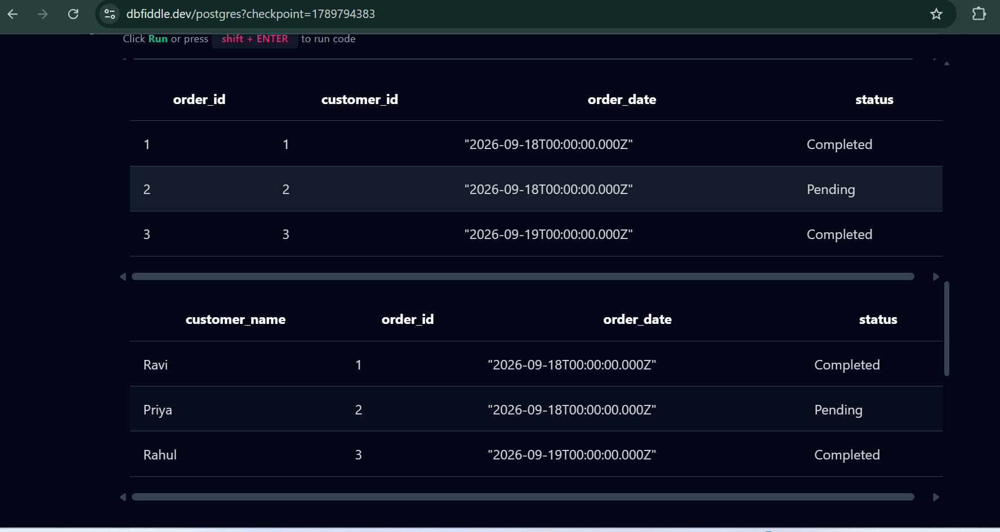 dbfiddle.dev/postgres?checkpoint=1789794383
Click Run or press shift + ENTER to run code
order_id customer_id order_date status
1 1 "2026-09-18T00:00:00.000Z" Completed
2 2 "2026-09-18T00:00:00.000Z" Pending
3 3 "2026-09-19T00:00:00.000Z" Completed
customer_name order_id order_date status
Ravi 1 "2026-09-18T00:00:00.000Z" Completed
Priya 2 "2026-09-18T00:00:00.000Z" Pending
Rahul 3 "2026-09-19T00:00:00.000Z" Completed